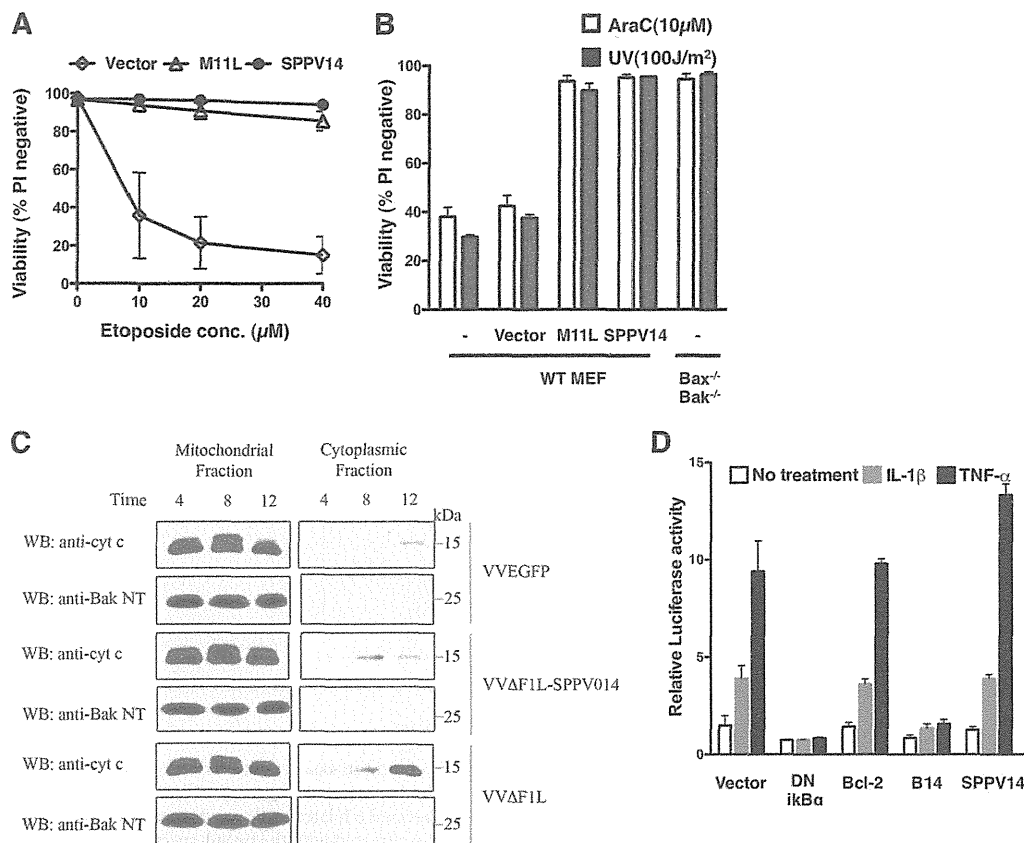 A
Vector M11L SPPV14
Viability (% PI negative)
100
80
60
40
20
0
0 10 20 30 40
Etoposide conc. (µM)
B
AraC(10µM)
UV(100J/m²)
Viability (% PI negative)
100
80
60
40
20
0
- Vector M11L SPPV14 -
WT MEF
Bax-/-
Bak-/-
C
Mitochondrial Fraction
Cytoplasmic Fraction
Time 4 8 12 4 8 12
kDa
WB: anti-cyt c -15
VVEGFP
WB: anti-Bak NT -25
WB: anti-cyt c -15
VVΔF1L-SPPV014
WB: anti-Bak NT -25
WB: anti-cyt c -15
VVΔF1L
WB: anti-Bak NT -25
D
No treatment IL-1β TNF-α
Relative Luciferase activity
15
10
5
0
Vector DN ikBα Bcl-2 B14 SPPV14